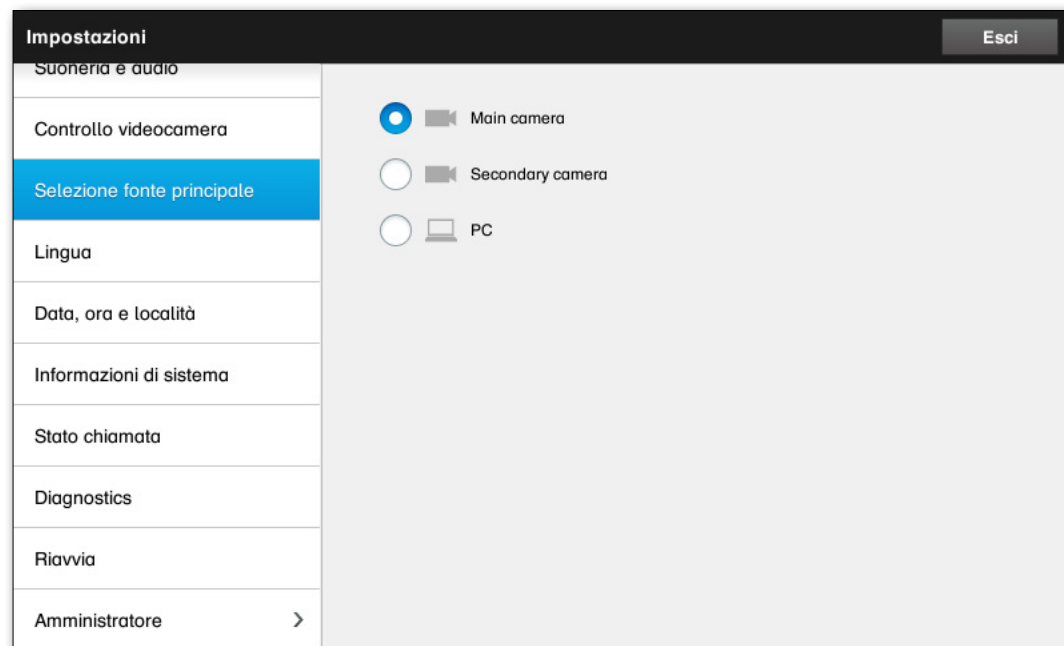 Impostazioni
Esci
Suoneria e audio
Controllo videocamera
Selezione fonte principale
Lingua
Data, ora e località
Informazioni di sistema
Stato chiamata
Diagnostics
Riavvia
Amministratore
Main camera
Secondary camera
PC